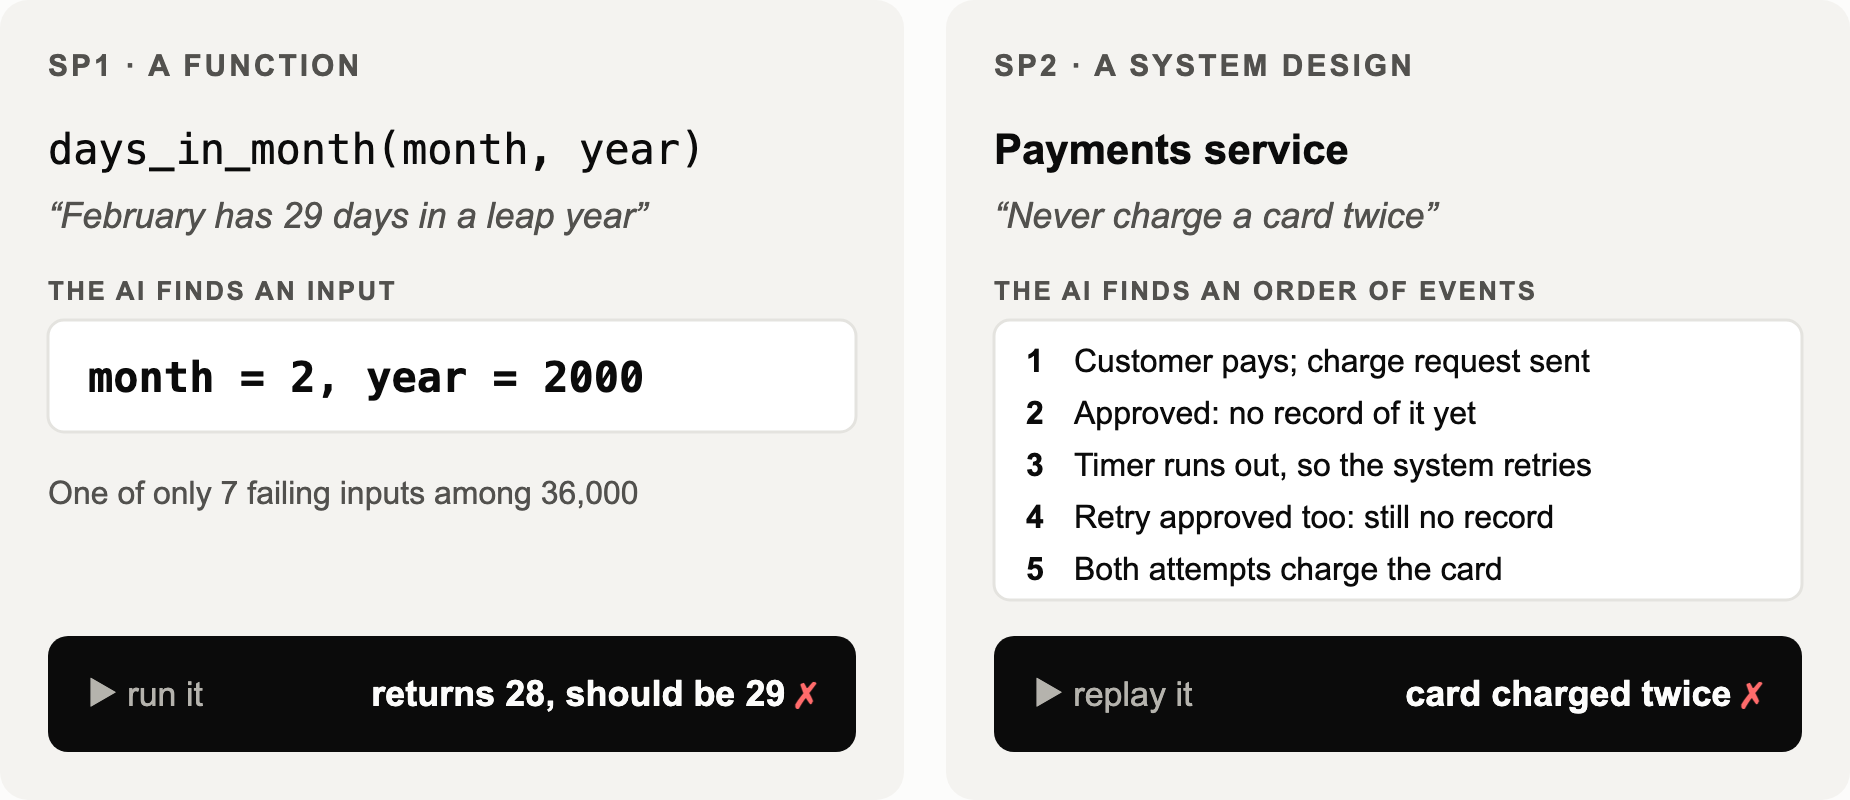 SP1 · A FUNCTION
days_in_month(month, year)
“February has 29 days in a leap year”
THE AI FINDS AN INPUT
month = 2, year = 2000
One of only 7 failing inputs among 36,000
▶ run it returns 28, should be 29 ✗
SP2 · A SYSTEM DESIGN
Payments service
“Never charge a card twice”
THE AI FINDS AN ORDER OF EVENTS
1 Customer pays; charge request sent
2 Approved: no record of it yet
3 Timer runs out, so the system retries
4 Retry approved too: still no record
5 Both attempts charge the card
▶ replay it card charged twice ✗